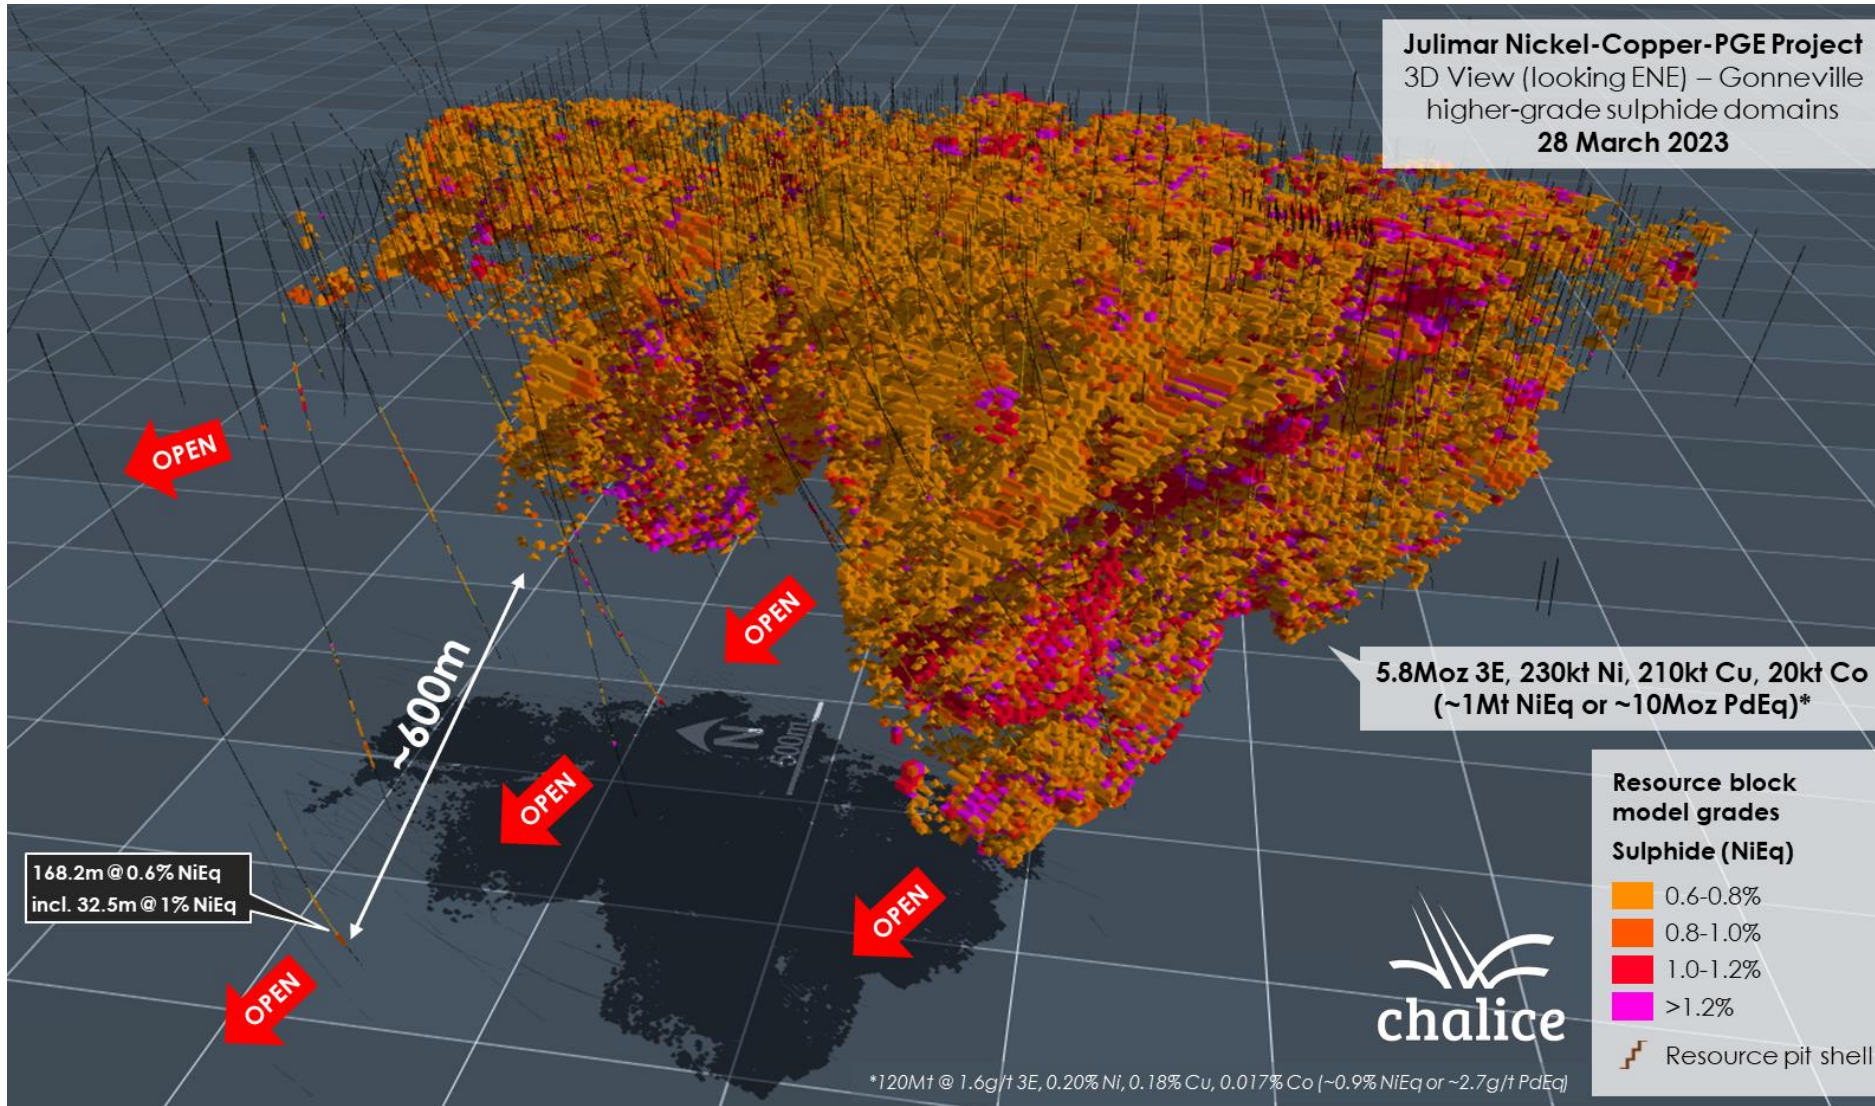 Julimar Nickel-Copper-PGE Project
3D View (looking ENE) – Gonneville
higher-grade sulphide domains
28 March 2023
OPEN
OPEN
~600m
5.8Moz 3E, 230kt Ni, 210kt Cu, 20kt Co
(~1Mt NiEq or ~10Moz PdEq)*
N
500m
OPEN
168.2m @ 0.6% NiEq
incl. 32.5m @ 1% NiEq
OPEN
OPEN
Resource block
model grades
Sulphide (NiEq)
0.6-0.8%
0.8-1.0%
1.0-1.2%
>1.2%
Resource pit shell
chalice
*120Mt @ 1.6g/t 3E, 0.20% Ni, 0.18% Cu, 0.017% Co (~0.9% NiEq or ~2.7g/t PdEq)